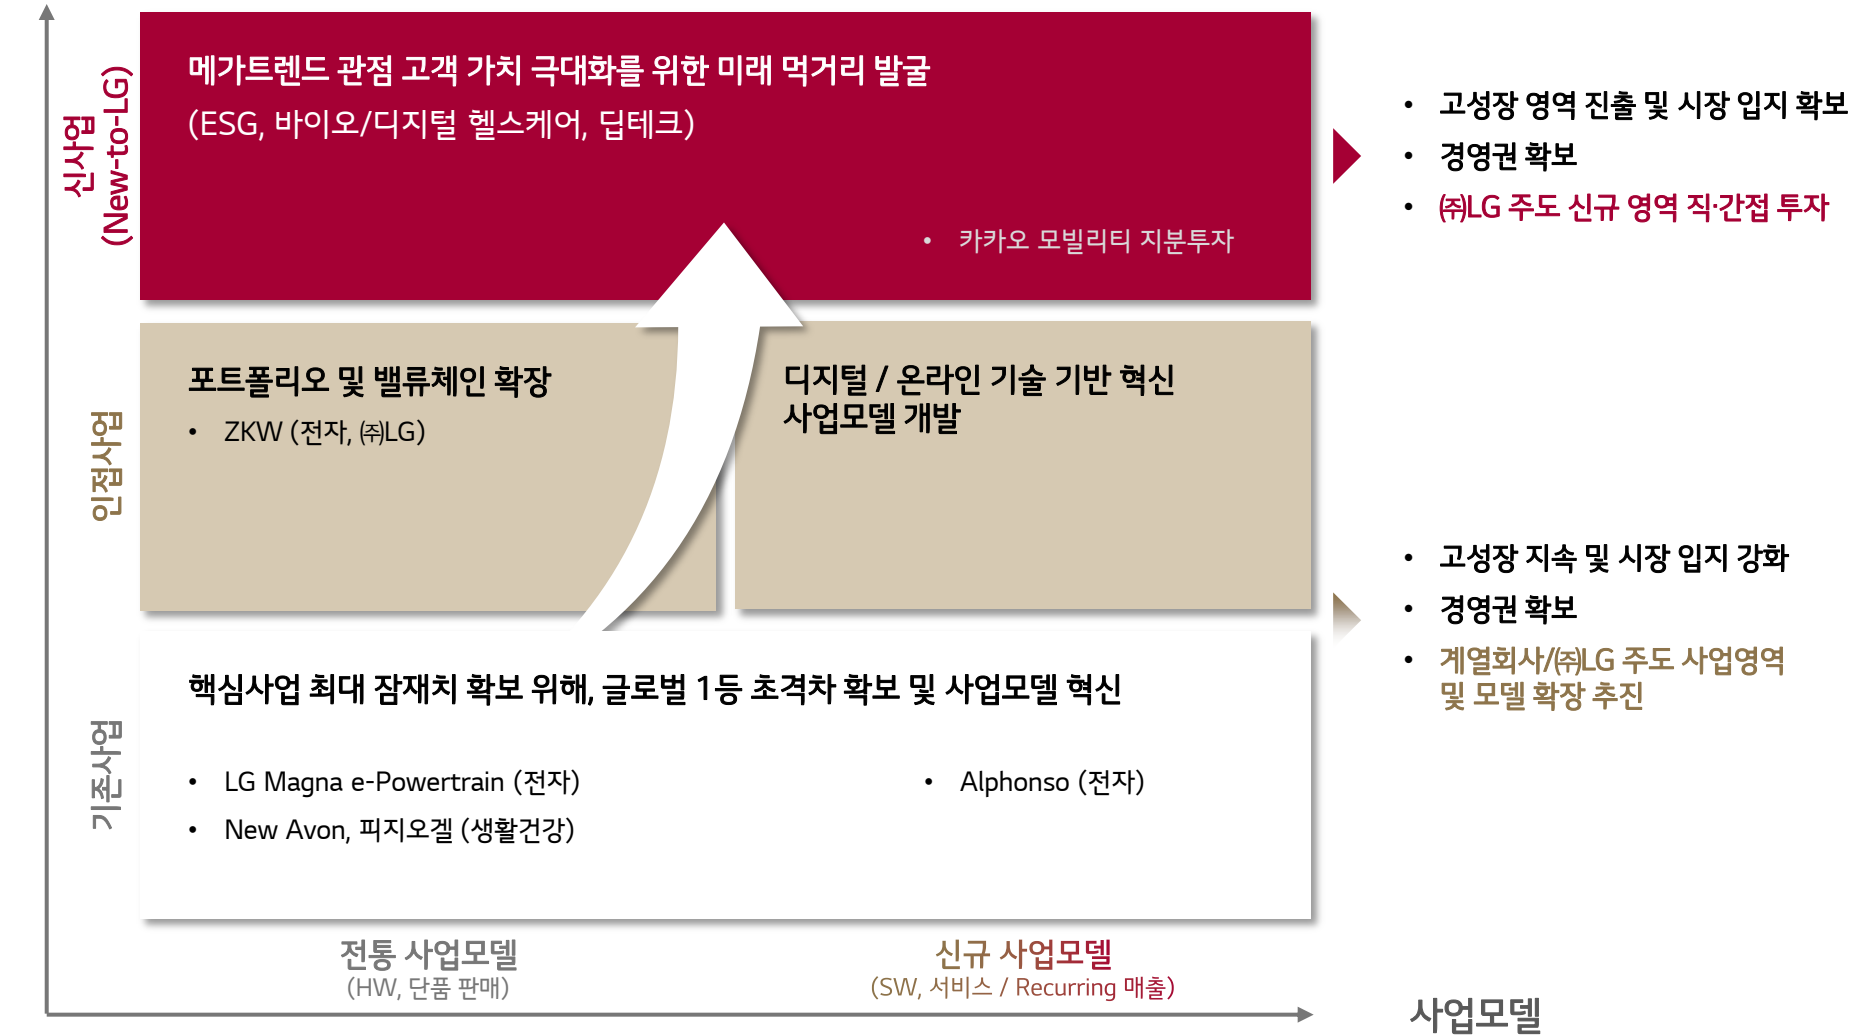 신사업
(New-to-LG)
메가트렌드 관점 고객 가치 극대화를 위한 미래 먹거리 발굴
(ESG, 바이오/디지털 헬스케어, 딥테크)
• 카카오 모빌리티 지분투자
• 고성장 영역 진출 및 시장 입지 확보
• 경영권 확보
• ㈜LG 주도 신규 영역 직·간접 투자
인접사업
포트폴리오 및 밸류체인 확장
• ZKW (전자, ㈜LG)
디지털 / 온라인 기술 기반 혁신
사업모델 개발
• 고성장 지속 및 시장 입지 강화
• 경영권 확보
• 계열회사/㈜LG 주도 사업영역
및 모델 확장 추진
기존사업
핵심사업 최대 잠재치 확보 위해, 글로벌 1등 초격차 확보 및 사업모델 혁신
• LG Magna e-Powertrain (전자)
• New Avon, 피지오겔 (생활건강)
• Alphonso (전자)
전통 사업모델
(HW, 단품 판매)
신규 사업모델
(SW, 서비스 / Recurring 매출)
사업모델